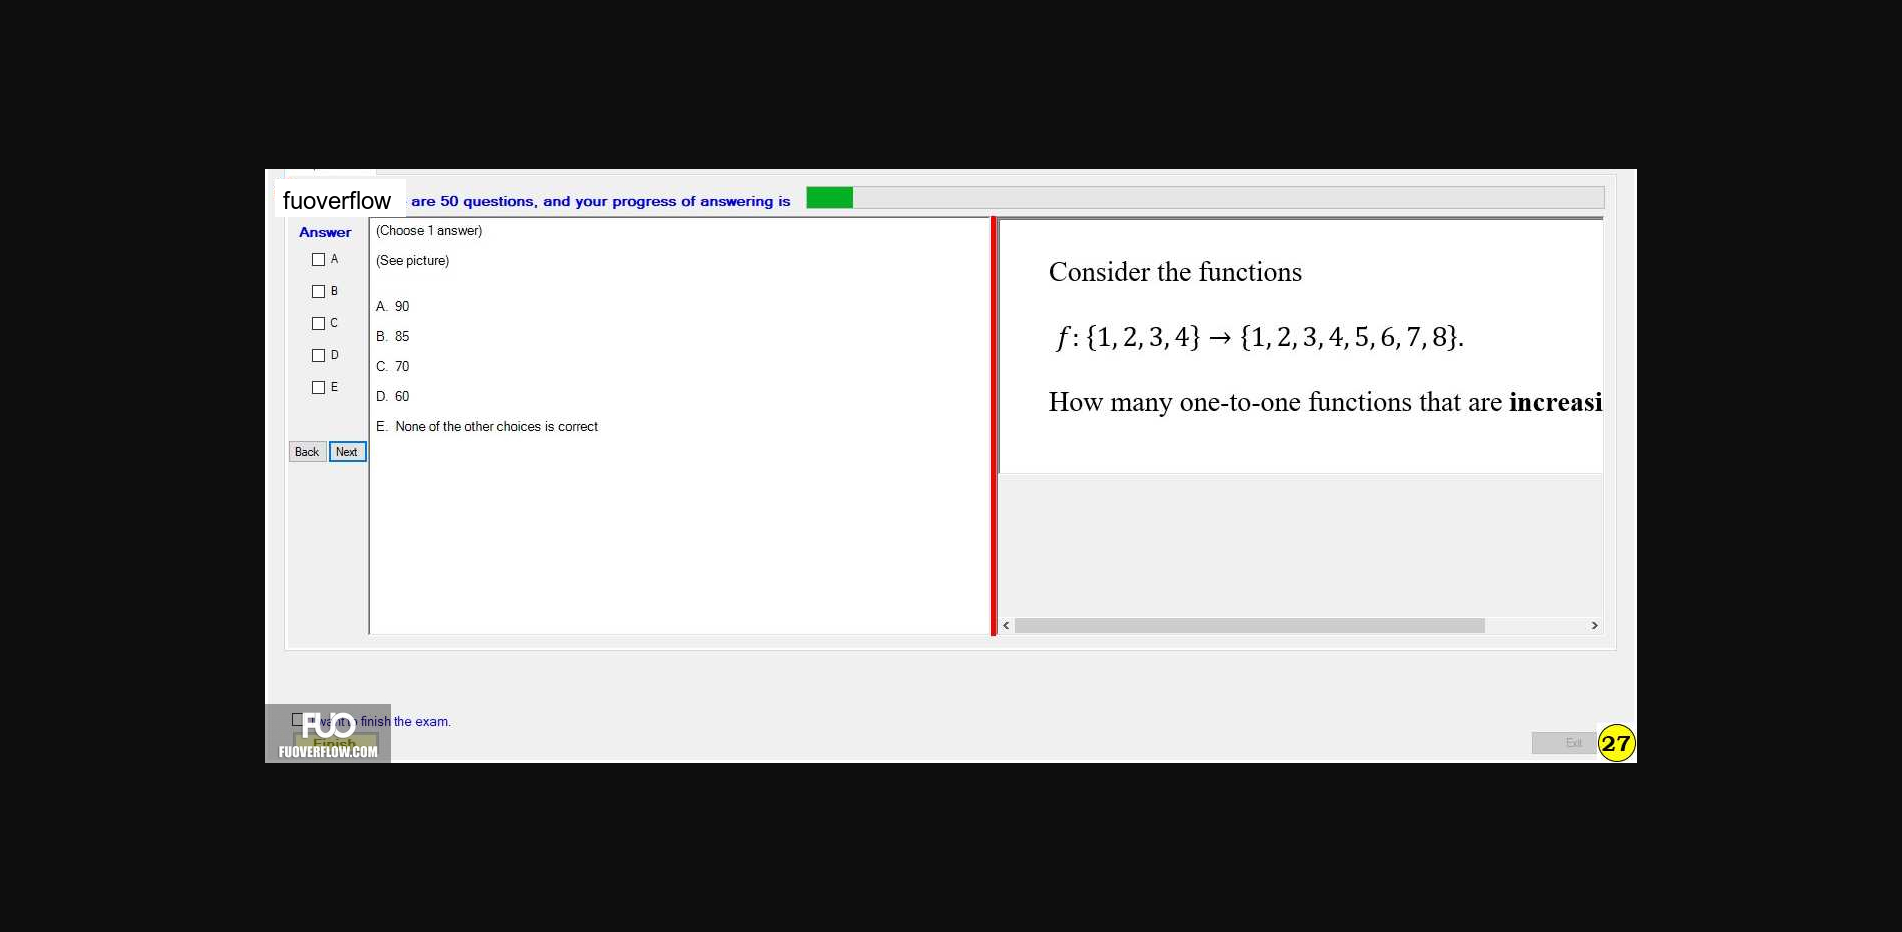 fuoverflow are 50 questions, and your progress of answering is
Answer
A
B
C
D
E
Back Next
(Choose 1 answer)
(See picture)
A. 90
B. 85
C. 70
D. 60
E. None of the other choices is correct
Consider the functions
f: {1, 2, 3, 4} → {1, 2, 3, 4, 5, 6, 7, 8}.
How many one-to-one functions that are increasi
I want to finish the exam.
Finish
FUO
FUOVERFLOW.COM
Exit
27